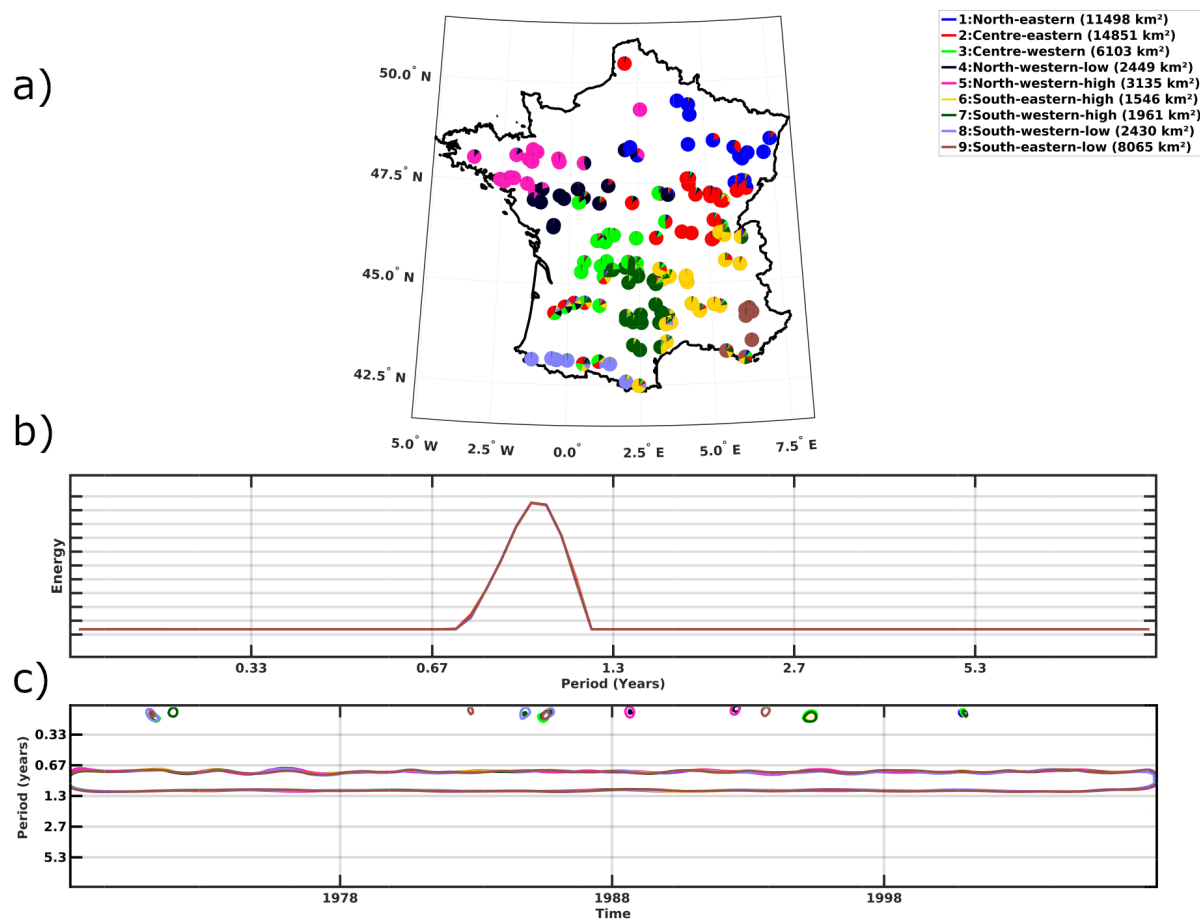 a)
1:North-eastern (11498 km²)
2:Centre-eastern (14851 km²)
3:Centre-western (6103 km²)
4:North-western-low (2449 km²)
5:North-western-high (3135 km²)
6:South-eastern-high (1546 km²)
7:South-western-high (1961 km²)
8:South-western-low (2430 km²)
9:South-eastern-low (8065 km²)
50.0° N
47.5° N
45.0° N
42.5° N
5.0° W
2.5° W
0.0°
2.5° E
5.0° E
7.5° E
b)
Energy
0.33
0.67
1.3
2.7
5.3
Period (Years)
c)
Period (years)
0.33
0.67
1.3
2.7
5.3
1978
1988
1998
Time